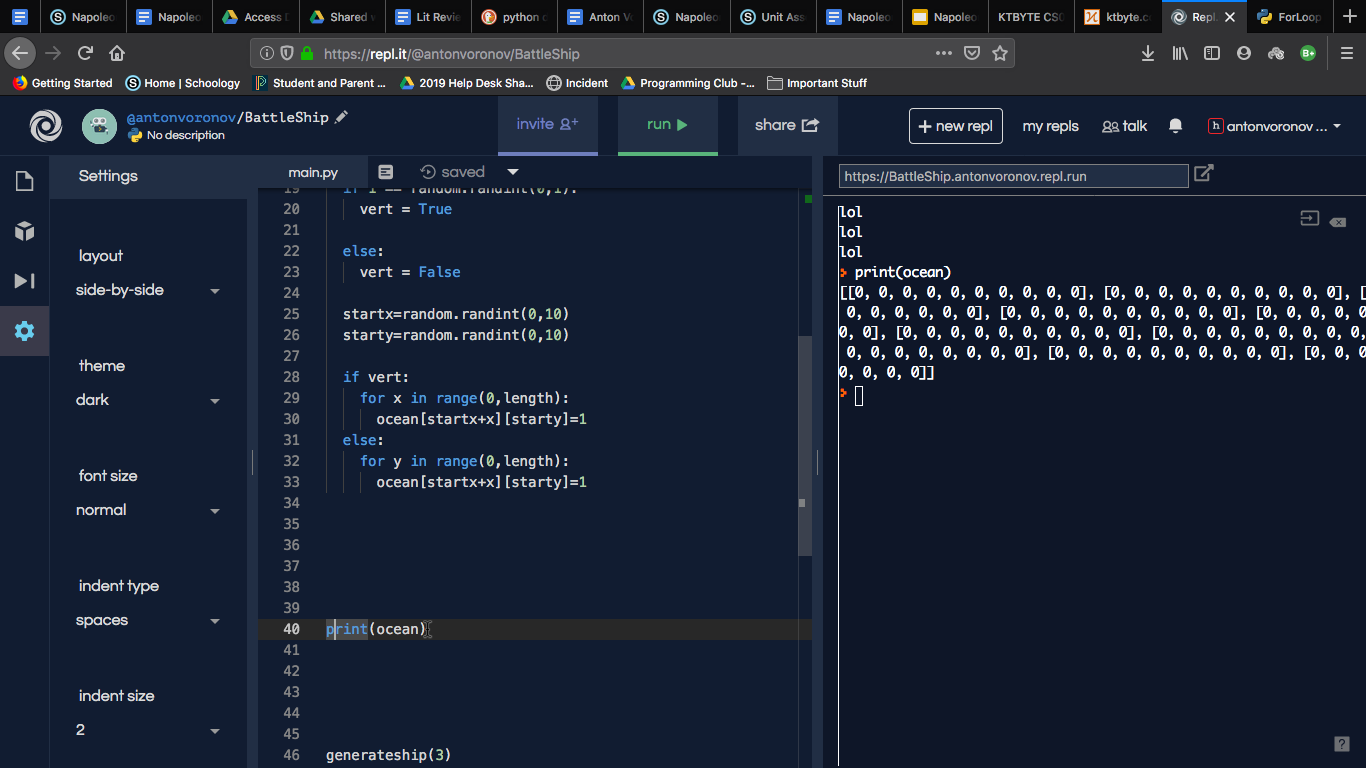 Napoleo
Napoleo
Access D
Shared w
Lit Revie
python c
Anton Vo
Napoleo
Unit Ass
Napoleo
Napoleo
KTBYTE CSC
ktbyte.co
Repl.
ForLoop
https://repl.it/@antonvoronov/BattleShip
Getting Started
Home | Schoology
Student and Parent ...
2019 Help Desk Sha...
Incident
Programming Club -...
Important Stuff
@antonvoronov/BattleShip
No description
invite
run
share
+ new repl
my repls
talk
h antonvoronov ...
Settings
layout
side-by-side
theme
dark
font size
normal
indent type
spaces
indent size
2
main.py
saved
19 if 1 == random.randint(0,1):
20 vert = True
21
22 else:
23 vert = False
24
25 startx=random.randint(0,10)
26 starty=random.randint(0,10)
27
28 if vert:
29 for x in range(0,length):
30 ocean[startx+x][starty]=1
31 else:
32 for y in range(0,length):
33 ocean[startx+x][starty]=1
34
35
36
37
38
39
40 print(ocean)
41
42
43
44
45
46 generateship(3)
https://BattleShip.antonvoronov.repl.run
lol
lol
lol
print(ocean)
[[0, 0, 0, 0, 0, 0, 0, 0, 0, 0], [0, 0, 0, 0, 0, 0, 0, 0, 0, 0], [
0, 0, 0, 0, 0, 0], [0, 0, 0, 0, 0, 0, 0, 0, 0, 0], [0, 0, 0, 0, 0
0, 0], [0, 0, 0, 0, 0, 0, 0, 0, 0, 0], [0, 0, 0, 0, 0, 0, 0, 0, 0
0, 0, 0, 0, 0, 0, 0, 0], [0, 0, 0, 0, 0, 0, 0, 0, 0, 0], [0, 0, 0
0, 0, 0, 0]]
?